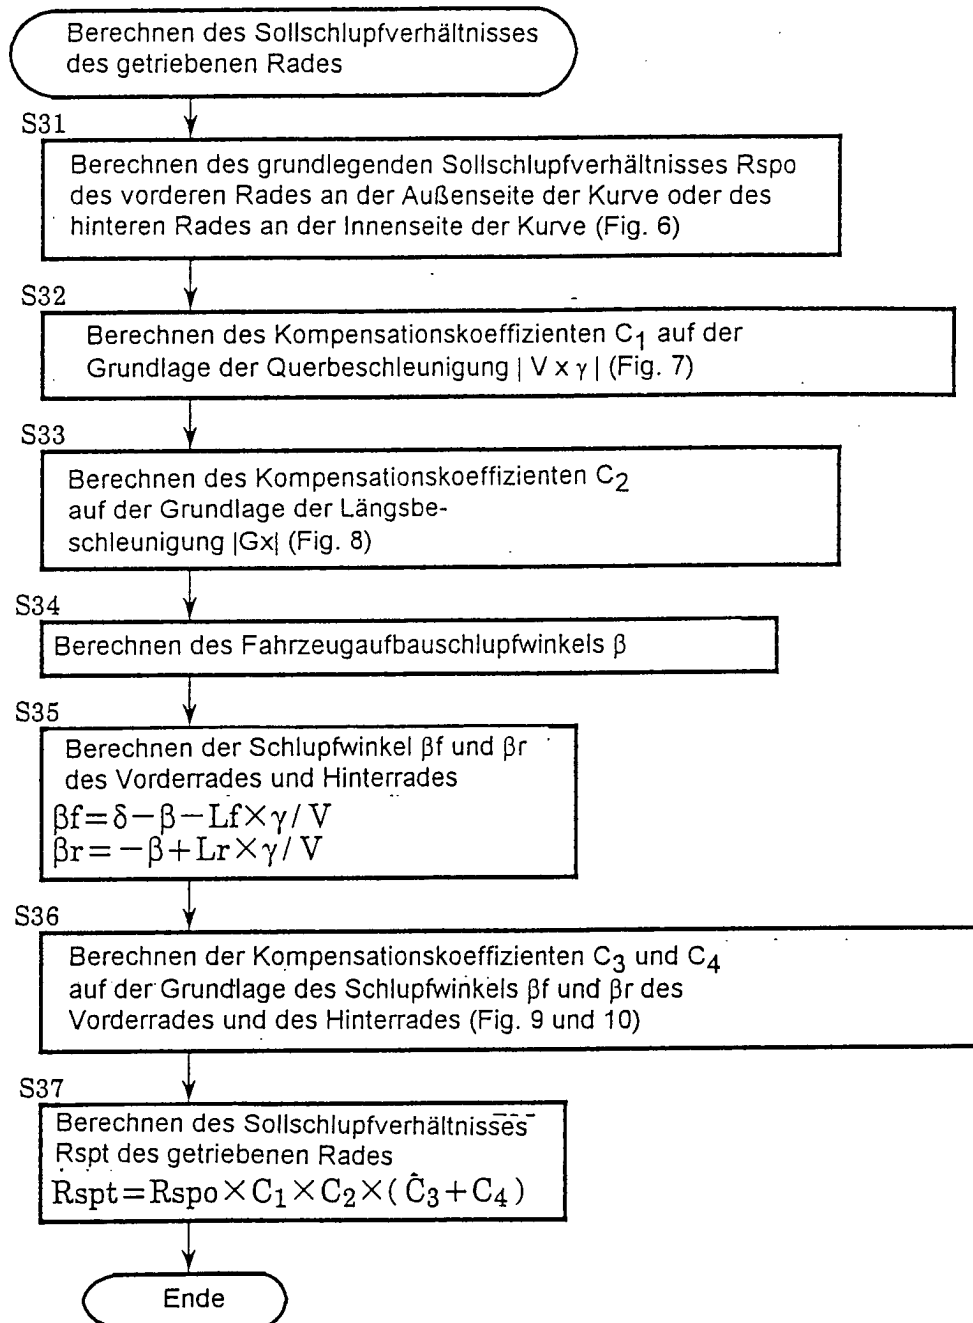 Berechnen des Sollschlupfverhältnisses
des getriebenen Rades
S31
Berechnen des grundlegenden Sollschlupfverhältnisses Rspo
des vorderen Rades an der Außenseite der Kurve oder des
hinteren Rades an der Innenseite der Kurve (Fig. 6)
S32
Berechnen des Kompensationskoeffizienten C₁ auf der
Grundlage der Querbeschleunigung | V x γ | (Fig. 7)
S33
Berechnen des Kompensationskoeffizienten C₂
auf der Grundlage der Längsbe-
schleunigung |Gx| (Fig. 8)
S34
Berechnen des Fahrzeugaufbauschlupfwinkels β
S35
Berechnen der Schlupfwinkel βf und βr
des Vorderrades und Hinterrades
βf=δ−β−Lf×γ/V
βr=−β+Lr×γ/V
S36
Berechnen der Kompensationskoeffizienten C₃ und C₄
auf der Grundlage des Schlupfwinkels βf und βr des
Vorderrades und des Hinterrades (Fig. 9 und 10)
S37
Berechnen des Sollschlupfverhältnisses
Rspt des getriebenen Rades
Rspt=Rspo×C₁×C₂×(C₃+C₄)
Ende